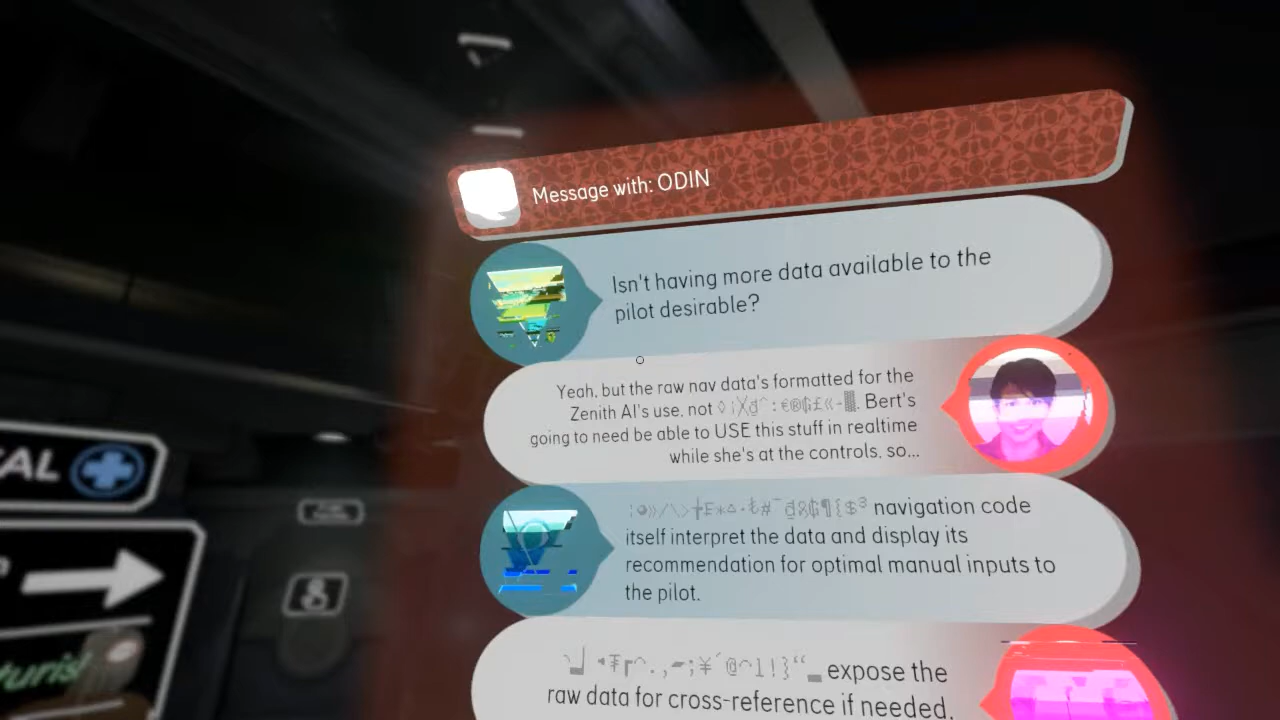 Message with: ODIN
Isn't having more data available to the
pilot desirable?
Yeah, but the raw nav data's formatted for the
Zenith AI's use, not Bert's
going to need be able to USE this stuff in realtime
while she's at the controls, so...
navigation code
itself interpret the data and display its
recommendation for optimal manual inputs to
the pilot.
expose the
raw data for cross-reference if needed.